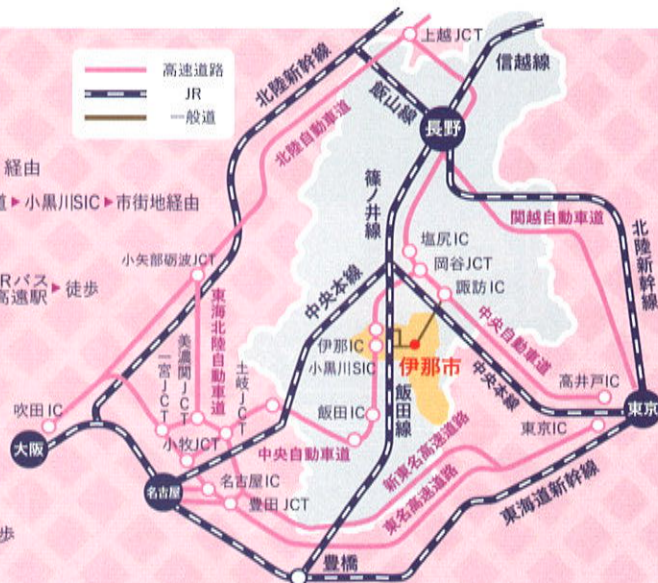 高速道路
JR
一般道
上越JCT
信越線
北陸新幹線
飯山線
長野
北陸自動車道
経由
道▶小黒川SIC▶市街地経由
篠ノ井線
関越自動車道
北陸新幹線
塩尻IC
岡谷JCT
諏訪IC
小矢部砺波JCT
Rバス
高遠駅
▶徒歩
中央本線
東海北陸自動車道
美濃関JCT
一宮JCT
土岐JCT
中央自動車道
伊那IC
小黒川SIC
伊那市
中央本線
高井戸IC
東京
吹田IC
飯田IC
飯田線
東京IC
大阪
小牧JCT
中央自動車道
新東名高速道路
名古屋
名古屋IC
東名高速道路
東海道新幹線
豊田JCT
歩
豊橋